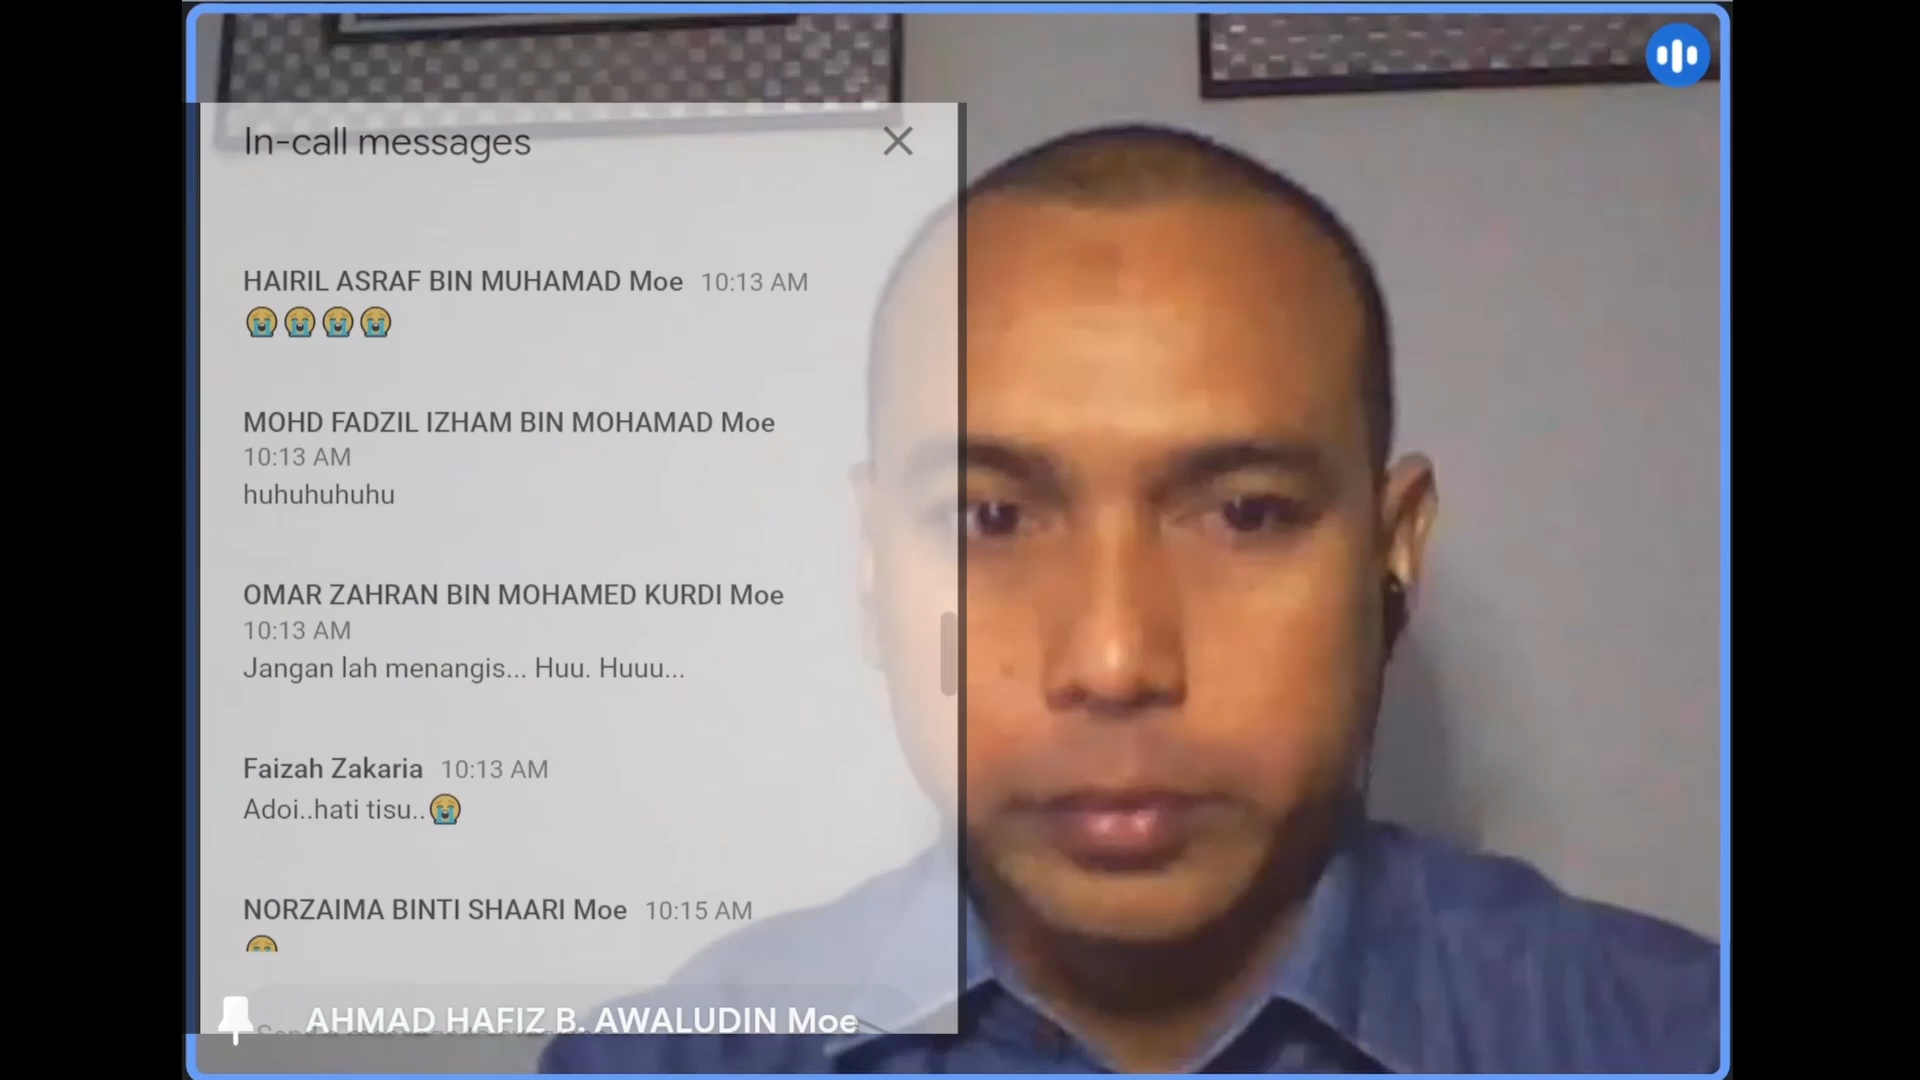 In-call messages
HAIRIL ASRAF BIN MUHAMAD Moe 10:13 AM
😭😭😭😭
MOHD FADZIL IZHAM BIN MOHAMAD Moe
10:13 AM
huhuhuhuhu
OMAR ZAHRAN BIN MOHAMED KURDI Moe
10:13 AM
Jangan lah menangis... Huu. Huuu...
Faizah Zakaria 10:13 AM
Adoi..hati tisu..😭
NORZAIMA BINTI SHAARI Moe 10:15 AM
AHMAD HAFIZ B. AWALUDIN Moe